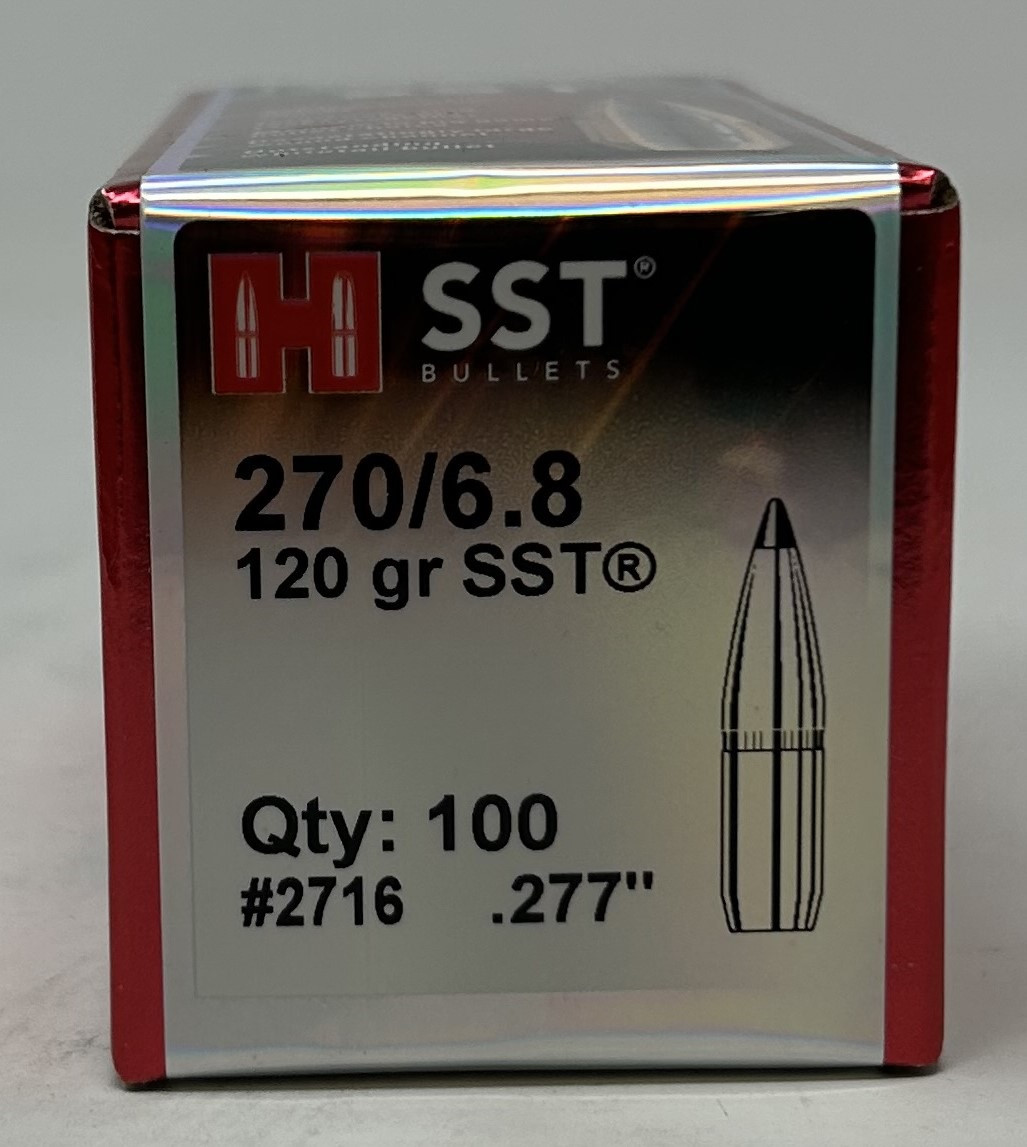 H SST®
BULLETS
270/6.8
120 gr SST®
Qty: 100
#2716 .277"